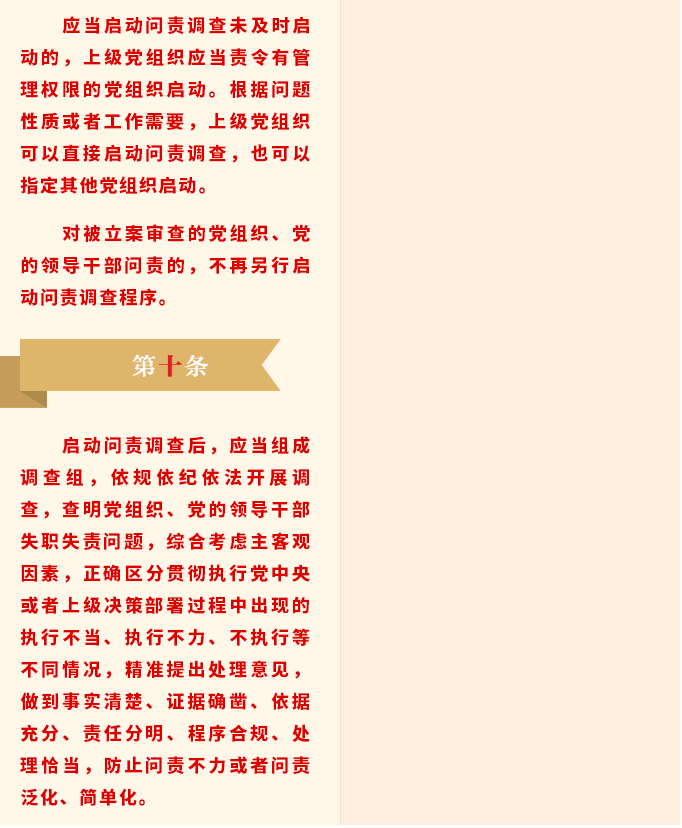 应当启动问责调查未及时启
动的，上级党组织应当责令有管
理权限的党组织启动。根据问题
性质或者工作需要，上级党组织
可以直接启动问责调查，也可以
指定其他党组织启动。
对被立案审查的党组织、党
的领导干部问责的，不再另行启
动问责调查程序。
第十条
启动问责调查后，应当组成
调查组，依规依纪依法开展调
查，查明党组织、党的领导干部
失职失责问题，综合考虑主客观
因素，正确区分贯彻执行党中央
或者上级决策部署过程中出现的
执行不当、执行不力、不执行等
不同情况，精准提出处理意见，
做到事实清楚、证据确凿、依据
充分、责任分明、程序合规、处
理恰当，防止问责不力或者问责
泛化、简单化。